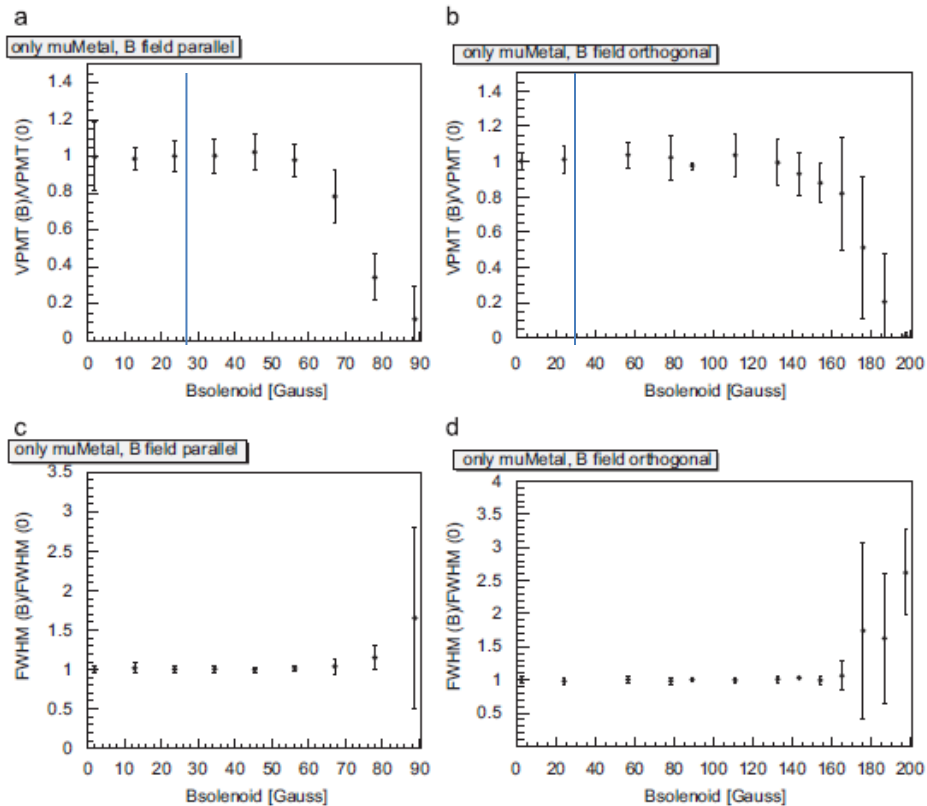 a
only muMetal, B field parallel
VPMT (B)/VPMT (0)
1.4
1.2
1
0.8
0.6
0.4
0.2
0
0 10 20 30 40 50 60 70 80 90
Bsolenoid [Gauss]
b
only muMetal, B field orthogonal
VPMT (B)/VPMT (0)
1.4
1.2
1.0
0.8
0.6
0.4
0.2
0
0 20 40 60 80 100 120 140 160 180 200
Bsolenoid [Gauss]
c
only muMetal, B field parallel
FWHM (B)/FWHM (0)
3.5
3
2.5
2
1.5
1
0.5
0
0 10 20 30 40 50 60 70 80 90
Bsolenoid [Gauss]
d
only muMetal, B field orthogonal
FWHM (B)/FWHM (0)
4
3.5
3
2.5
2
1.5
1
0.5
0 20 40 60 80 100 120 140 160 180 200
Bsolenoid [Gauss]